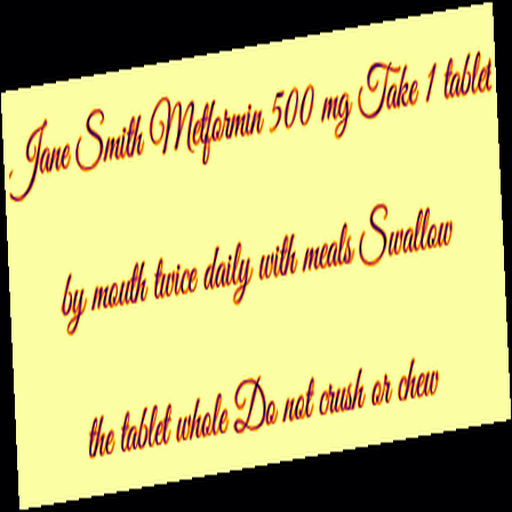 Jane Smith Metformin 500 mg Take 1 tablet
by mouth twice daily with meals Swallow
the tablet whole Do not crush or chew